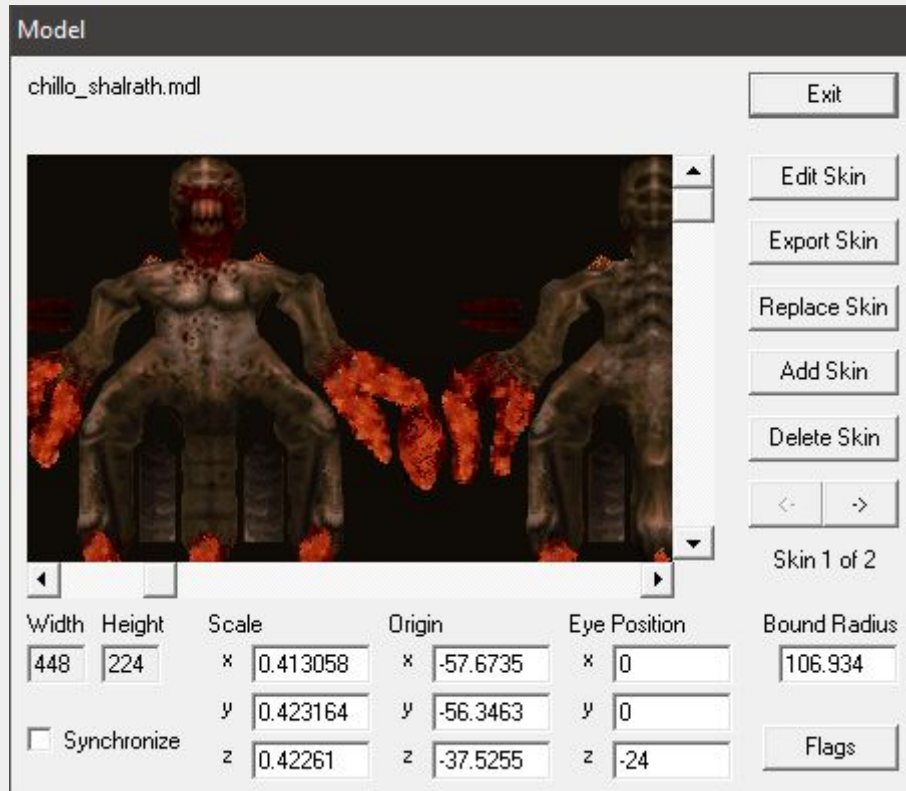 Model
chillo_shalrath.mdl
Exit
Edit Skin
Export Skin
Replace Skin
Add Skin
Delete Skin
<- ->
Skin 1 of 2
Width Height Scale Origin Eye Position Bound Radius
448 224 x 0.413058 x -57.6735 x 0 106.934
y 0.423164 y -56.3463 y 0
Synchronize
z 0.42261 z -37.5255 z -24 Flags